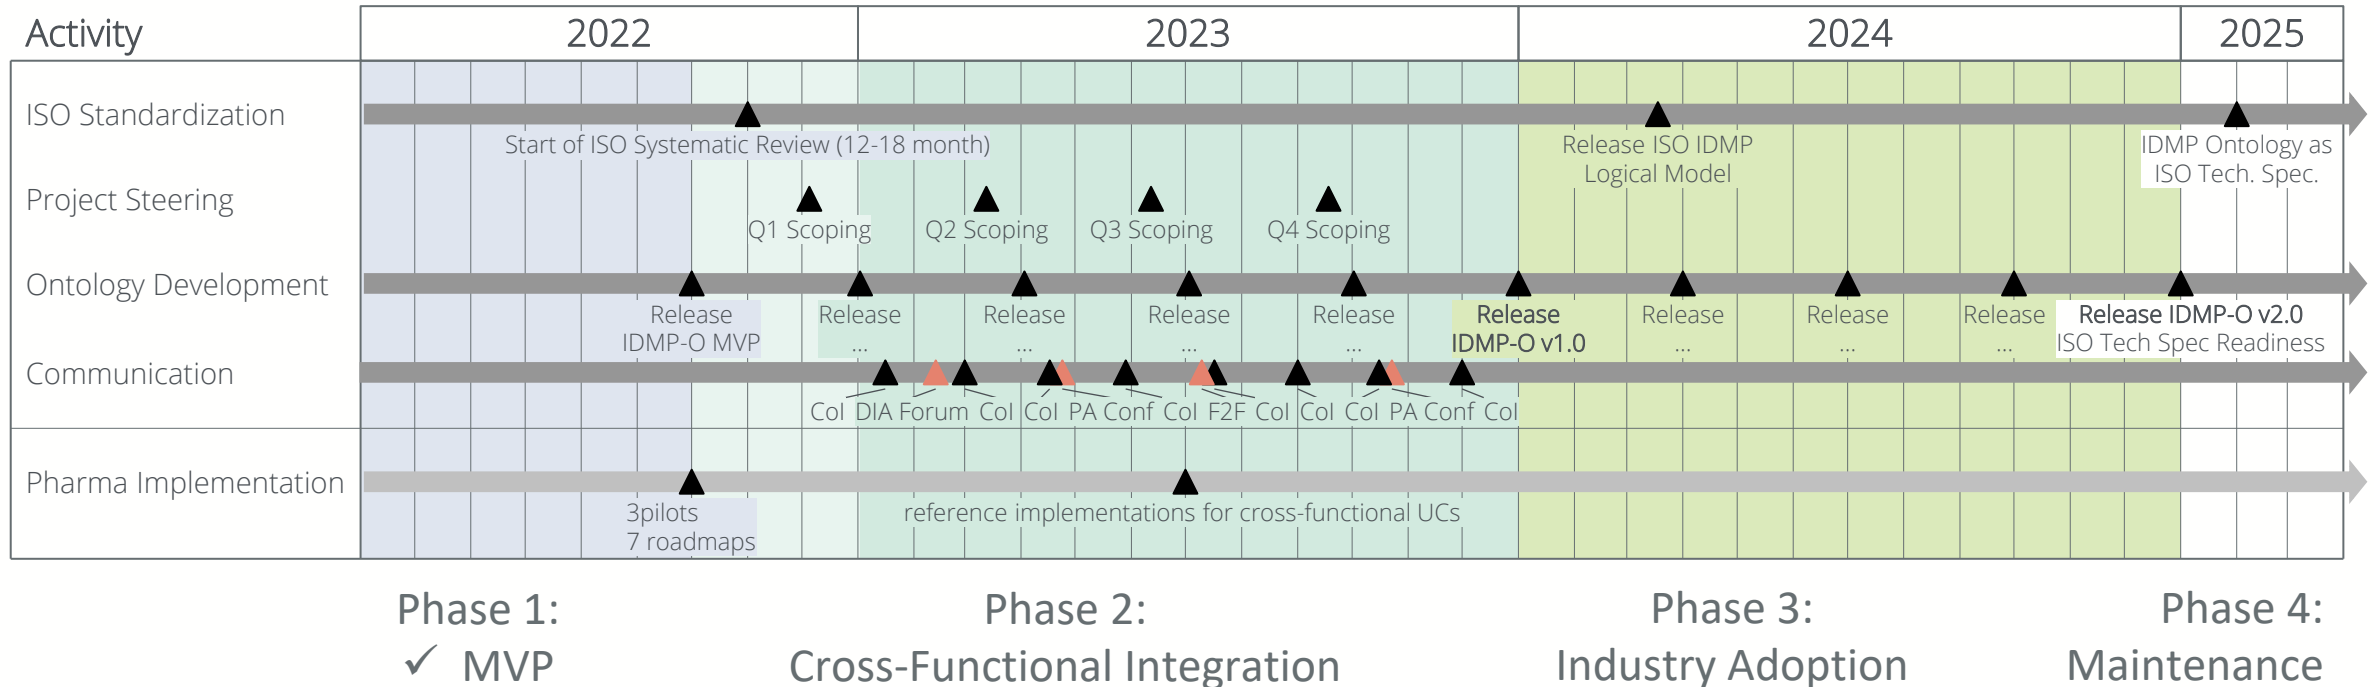 Activity 2022 2023 2024 2025
ISO Standardization
Start of ISO Systematic Review (12-18 month) Release ISO IDMP IDMP Ontology as
Logical Model ISO Tech. Spec.
Project Steering
Q1 Scoping Q2 Scoping Q3 Scoping Q4 Scoping
Ontology Development
Release Release Release Release Release Release Release Release Release Release IDMP-O v2.0
IDMP-O MVP ... ... ... ... IDMP-O v1.0 ... ... ... ISO Tech Spec Readiness
Communication
CoI DIA Forum CoI CoI PA Conf CoI F2F CoI CoI CoI PA Conf CoI
Pharma Implementation
3pilots reference implementations for cross-functional UCs
7 roadmaps
Phase 1: Phase 2: Phase 3: Phase 4:
✓ MVP Cross-Functional Integration Industry Adoption Maintenance